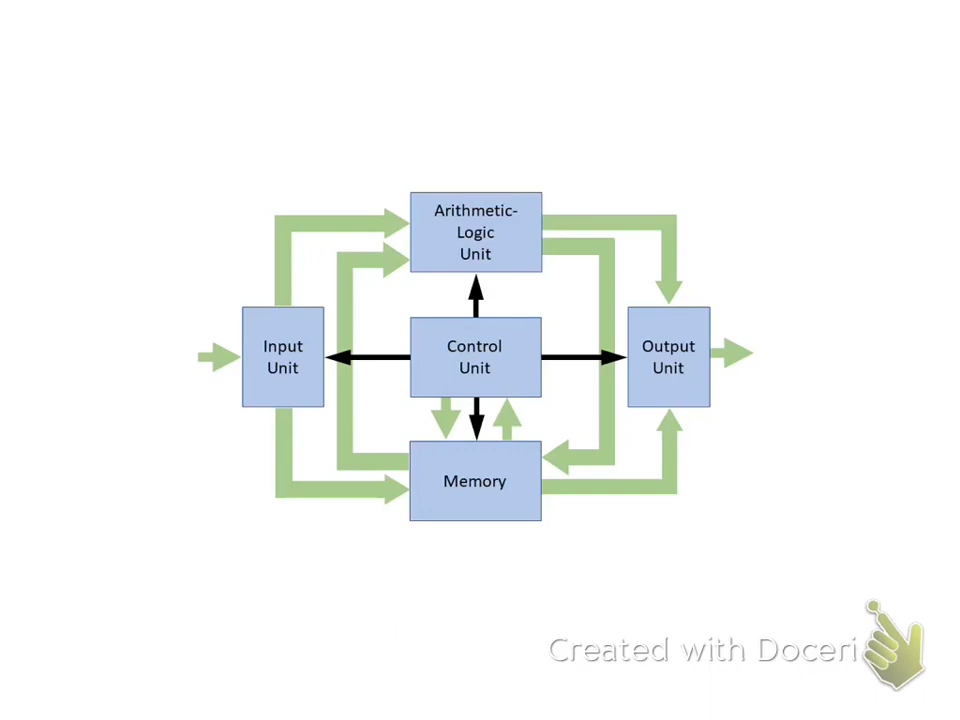 Arithmetic-
Logic
Unit
Input
Unit
Control
Unit
Output
Unit
Memory
Created with Doceri